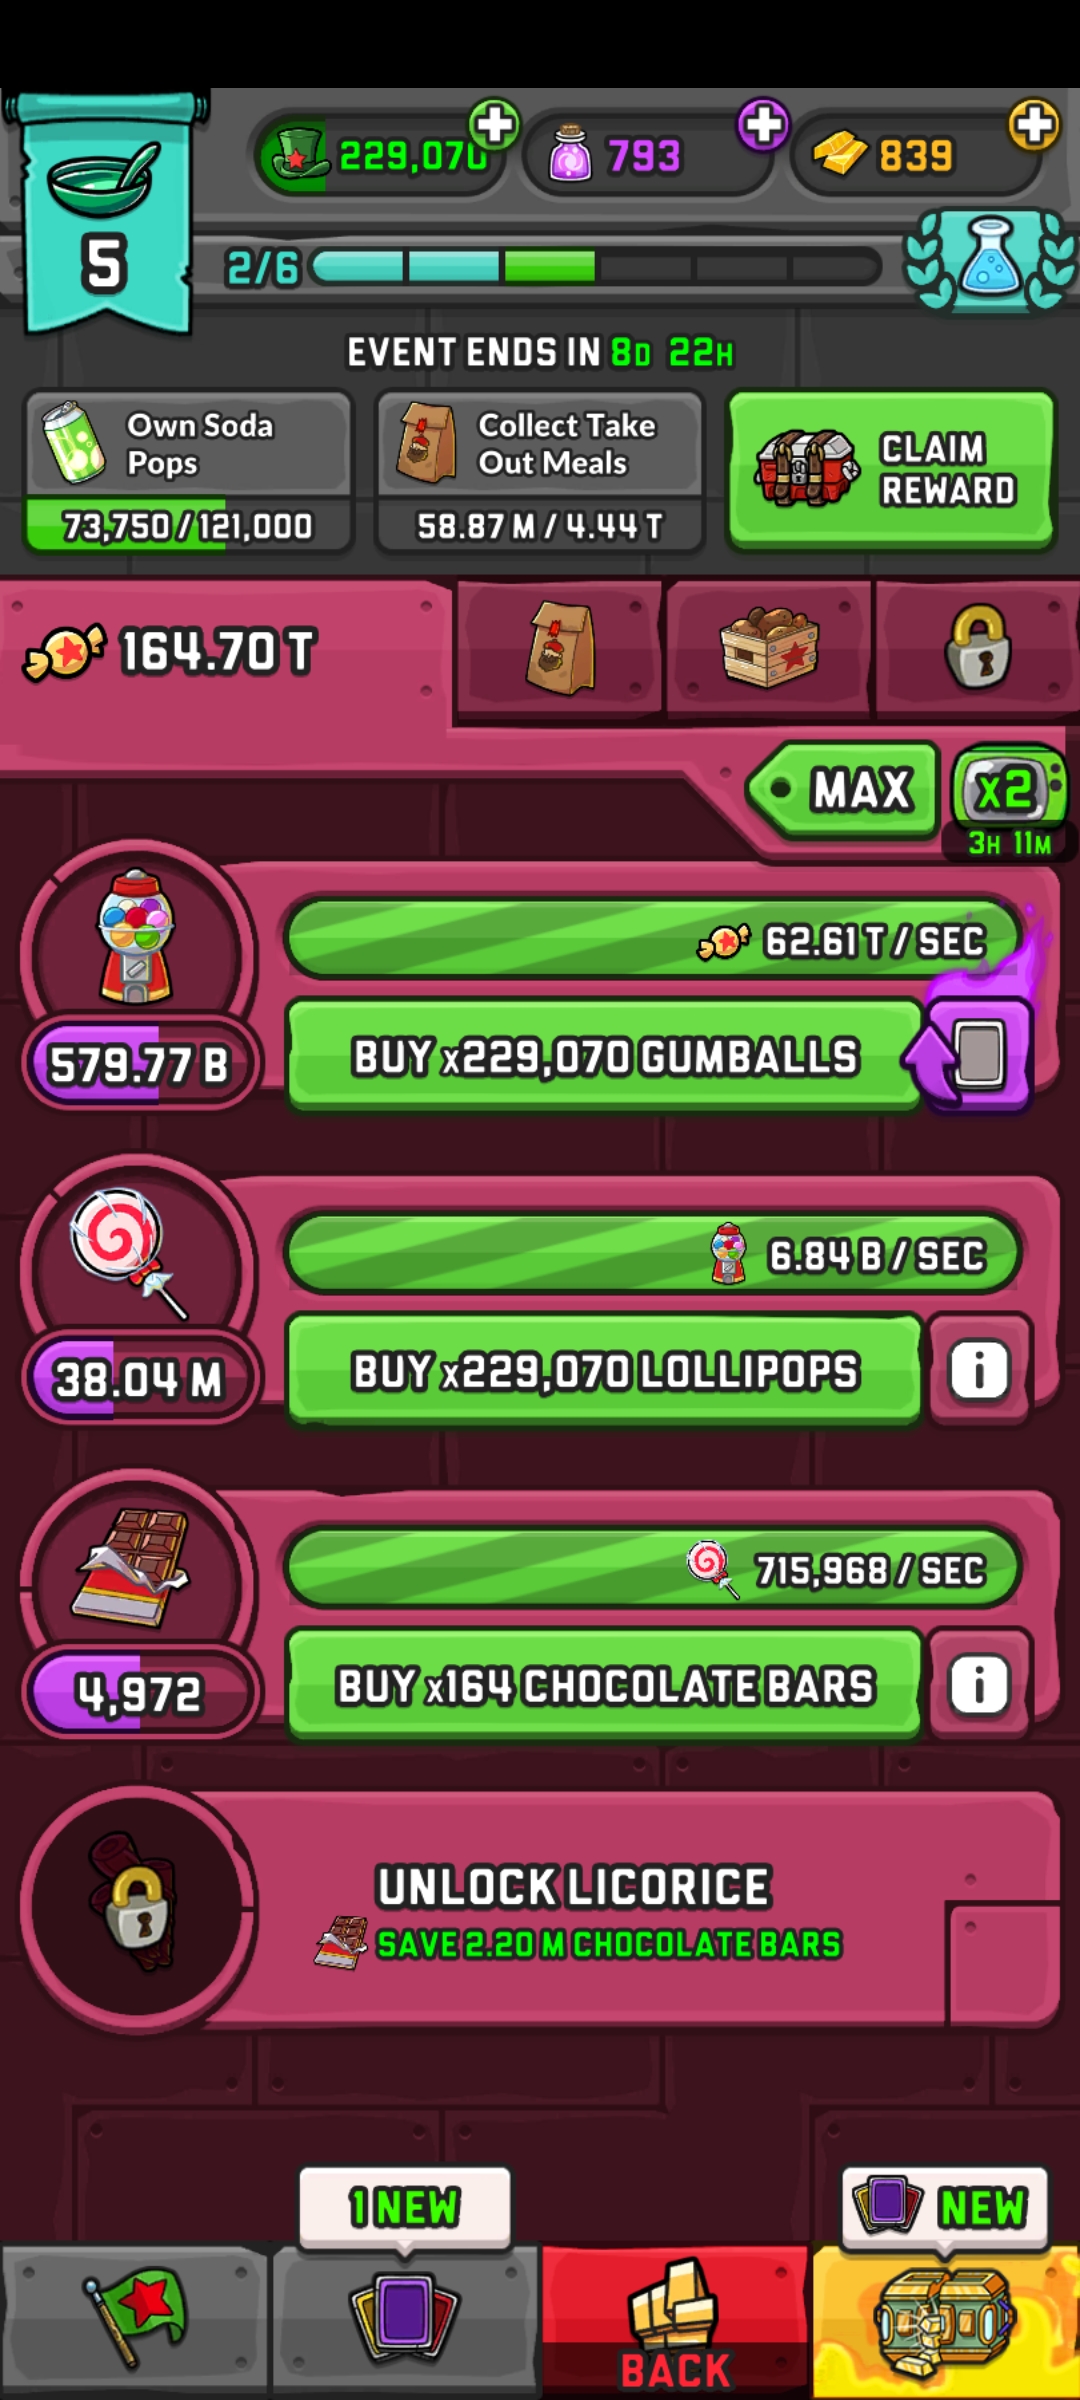 229,070
793
839
5
2/6
EVENT ENDS IN 8D 22H
Own Soda
Pops
73,750/121,000
Collect Take
Out Meals
58.87 M/4.44 T
CLAIM
REWARD
164.70 T
MAX
x2
3H 11M
62.61 T/SEC
579.77 B
BUY x229,070 GUMBALLS
6.84 B/SEC
38.04 M
BUY x229,070 LOLLIPOPS
i
715,968/SEC
4,972
BUY x164 CHOCOLATE BARS
i
UNLOCK LICORICE
SAVE 2.20 M CHOCOLATE BARS
1 NEW
NEW
BACK